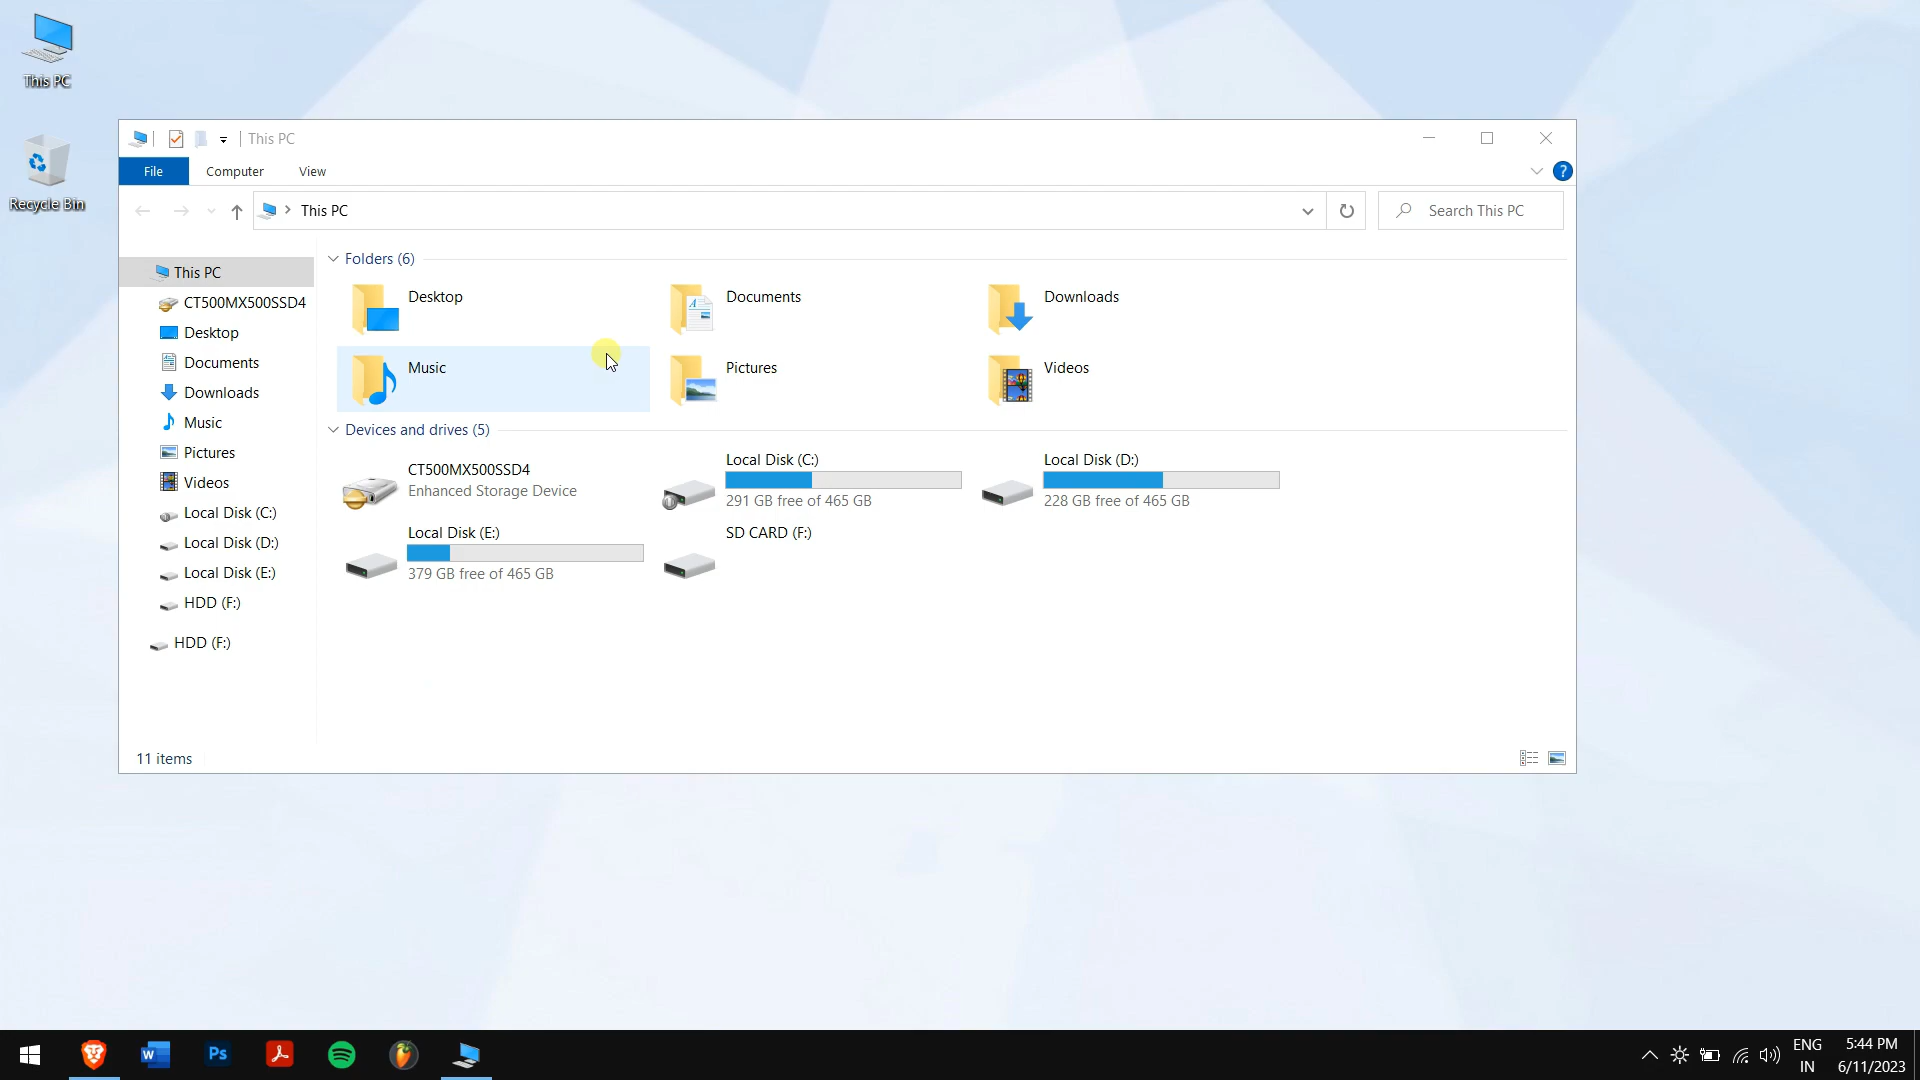 This PC
Recycle Bin
This PC
File
Computer
View
?
This PC
Search This PC
This PC
CT500MX500SSD4
Desktop
Documents
Downloads
Music
Pictures
Videos
Local Disk (C:)
Local Disk (D:)
Local Disk (E:)
HDD (F:)
HDD (F:)
Folders (6)
Desktop
Documents
Downloads
Music
Pictures
Videos
Devices and drives (5)
CT500MX500SSD4
Enhanced Storage Device
Local Disk (C:)
291 GB free of 465 GB
Local Disk (D:)
228 GB free of 465 GB
Local Disk (E:)
379 GB free of 465 GB
SD CARD (F:)
11 items
W
Ps
ENG
IN
5:44 PM
6/11/2023